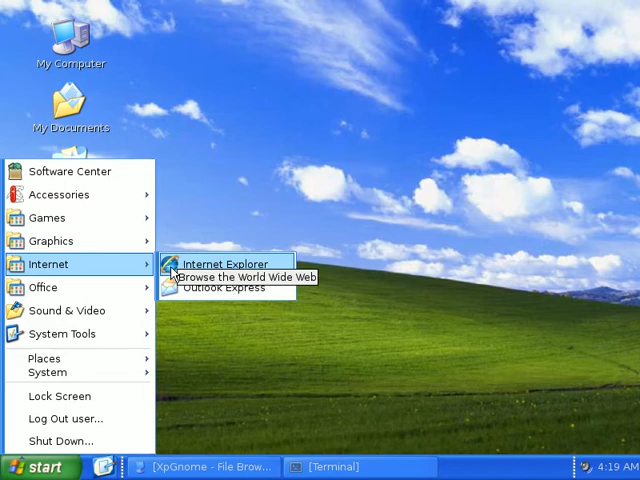 My Computer
My Documents
Software Center
Accessories
Games
Graphics
Internet
Internet Explorer
Browse the World Wide Web
Outlook Express
Office
Sound & Video
System Tools
Places
System
Lock Screen
Log Out user...
Shut Down...
start
[XpGnome - File Brow...
[Terminal]
4:19 AM